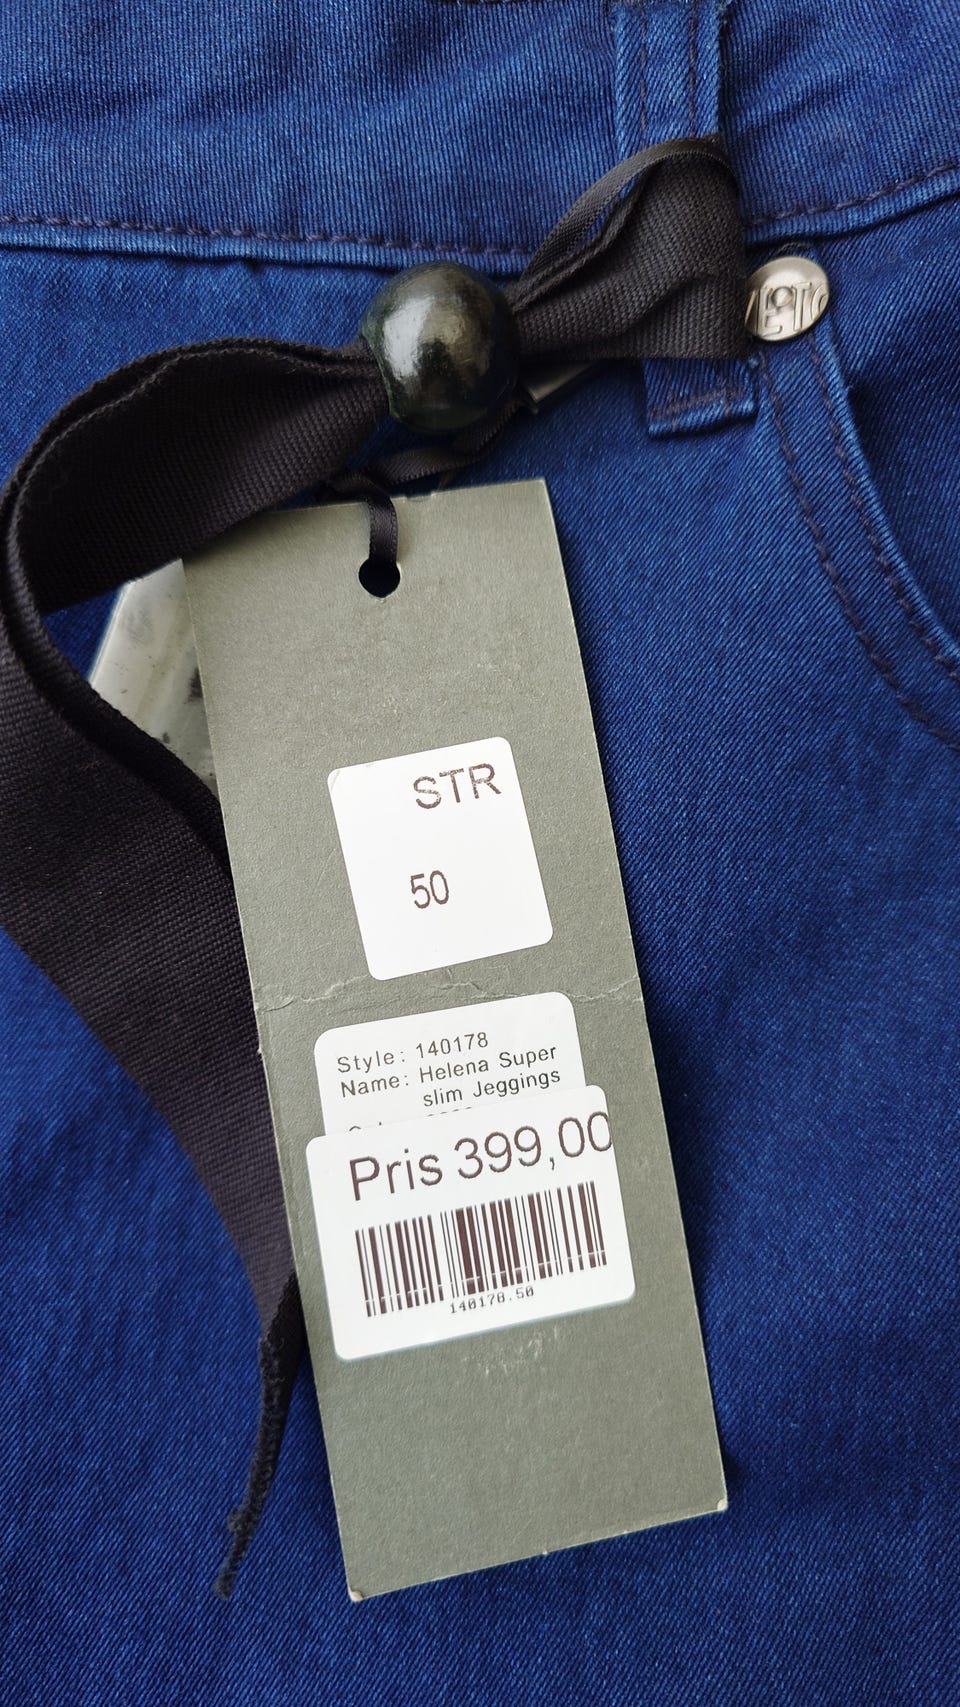 STR
50
Style: 140178
Name: Helena Super
slim Jeggings
Pris 399,00
140178.50